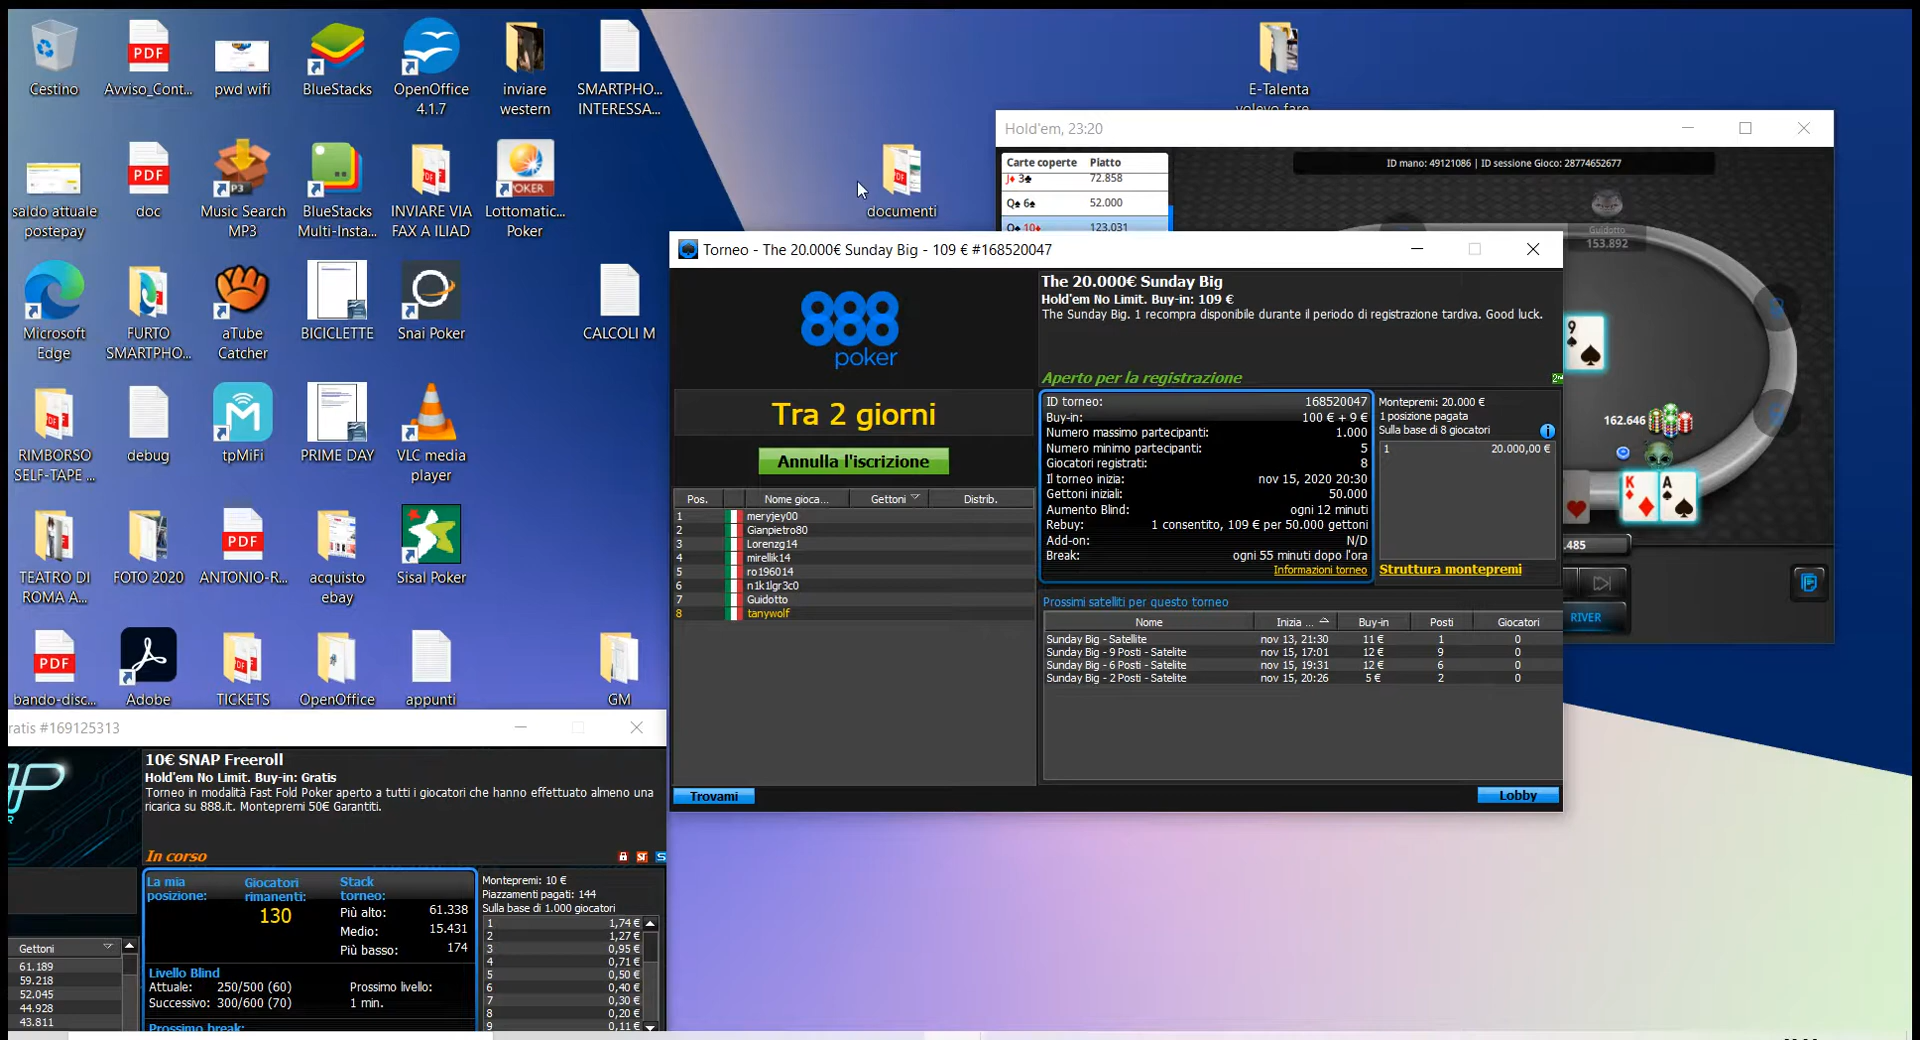 Cestino
Avviso_Cont...
pwd wifi
BlueStacks
OpenOffice
4.1.7
inviare
western
SMARTPHO...
INTERESSA...
E-Talenta
volevo fare
saldo attuale
postepay
doc
Music Search
MP3
BlueStacks
Multi-Insta...
INVIARE VIA
FAX A ILIAD
Lottomatic...
Poker
documenti
Microsoft
Edge
FURTO
SMARTPHO...
aTube
Catcher
BICICLETTE
Snai Poker
CALCOLI M
RIMBORSO
SELF-TAPE ...
debug
tpMiFi
PRIME DAY
VLC media
player
TEATRO DI
ROMA A...
FOTO 2020
ANTONIO-R...
acquisto
ebay
Sisal Poker
bando-disc...
Adobe
TICKETS
OpenOffice
appunti
GM
Hold'em, 23:20
ID mano: 49121086 | ID sessione Gioco: 28774652677
Carte coperte Piatto
J♦ 3♣ 72.858
Q♠ 6♠ 52.000
Q♠ 10♦ 123.031
Guidotto
153.892
9
162.646
K A
.485
RIVER
Torneo - The 20.000€ Sunday Big - 109 € #168520047
888
poker
Tra 2 giorni
Annulla l'iscrizione
Pos. Nome gioca... Gettoni Distrib.
1 meryjey00
2 Gianpietro80
3 Lorenzg14
4 mirellik14
5 ro196014
6 n1k1lgr3c0
7 Guidotto
8 tanywolf
Trovami
The 20.000€ Sunday Big
Hold'em No Limit. Buy-in: 109 €
The Sunday Big. 1 recompra disponibile durante il periodo di registrazione tardiva. Good luck.
Aperto per la registrazione
ID torneo: 168520047
Buy-in: 100 € + 9 €
Numero massimo partecipanti: 1.000
Numero minimo partecipanti: 5
Giocatori registrati: 8
Il torneo inizia: nov 15, 2020 20:30
Gettoni iniziali: 50.000
Aumento Blind: ogni 12 minuti
Rebuy: 1 consentito, 109 € per 50.000 gettoni
Add-on: N/D
Break: ogni 55 minuti dopo l'ora
Informazioni torneo
Montepremi: 20.000 €
1 posizione pagata
Sulla base di 8 giocatori
1 20.000,00 €
Struttura montepremi
Prossimi satelliti per questo torneo
Nome Inizia ... Buy-in Posti Giocatori
Sunday Big - Satellite nov 13, 21:30 11 € 1 0
Sunday Big - 9 Posti - Satelite nov 15, 17:01 12 € 9 0
Sunday Big - 6 Posti - Satelite nov 15, 19:31 12 € 6 0
Sunday Big - 2 Posti - Satelite nov 15, 20:26 5 € 2 0
Lobby
ratis #169125313
10€ SNAP Freeroll
Hold'em No Limit. Buy-in: Gratis
Torneo in modalità Fast Fold Poker aperto a tutti i giocatori che hanno effettuato almeno una
ricarica su 888.it. Montepremi 50€ Garantiti.
In corso
La mia
posizione:
Giocatori
rimanenti:
130
Stack
torneo:
Più alto: 61.338
Medio: 15.431
Più basso: 174
Livello Blind
Attuale: 250/500 (60)
Successivo: 300/600 (70)
Prossimo livello:
1 min.
Prossimo break:
Montepremi: 10 €
Piazzamenti pagati: 144
Sulla base di 1.000 giocatori
1 1,74 €
2 1,27 €
3 0,95 €
4 0,71 €
5 0,50 €
6 0,40 €
7 0,30 €
8 0,20 €
9 0,11 €
Gettoni
61.189
59.218
52.045
44.928
43.811